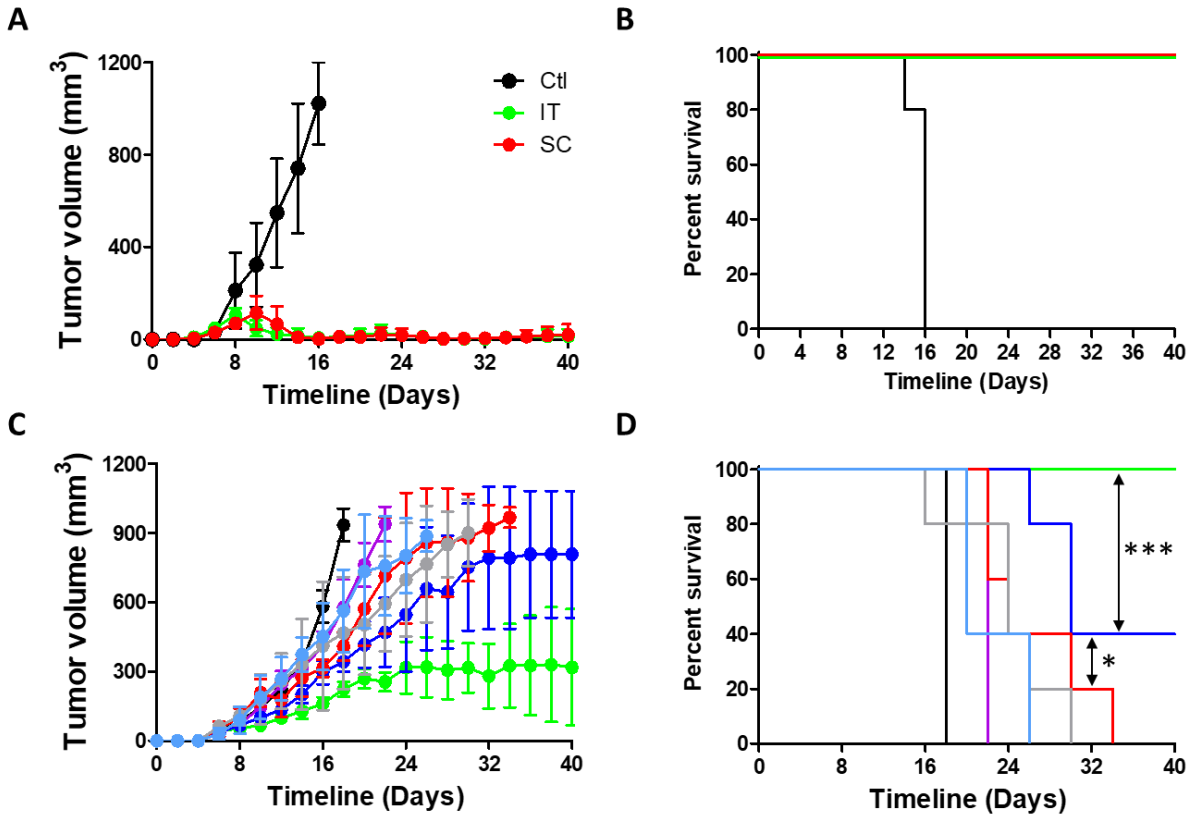 A
Tumor volume (mm³)
1200
800
400
0
0 8 16 24 32 40
Timeline (Days)
Ctl
IT
SC
B
Percent survival
100
80
60
40
20
0
0 4 8 12 16 20 24 28 32 36 40
Timeline (Days)
C
Tumor volume (mm³)
1200
900
600
300
0
0 8 16 24 32 40
Timeline (Days)
D
Percent survival
100
80
60
40
20
0
0 8 16 24 32 40
Timeline (Days)
***
*